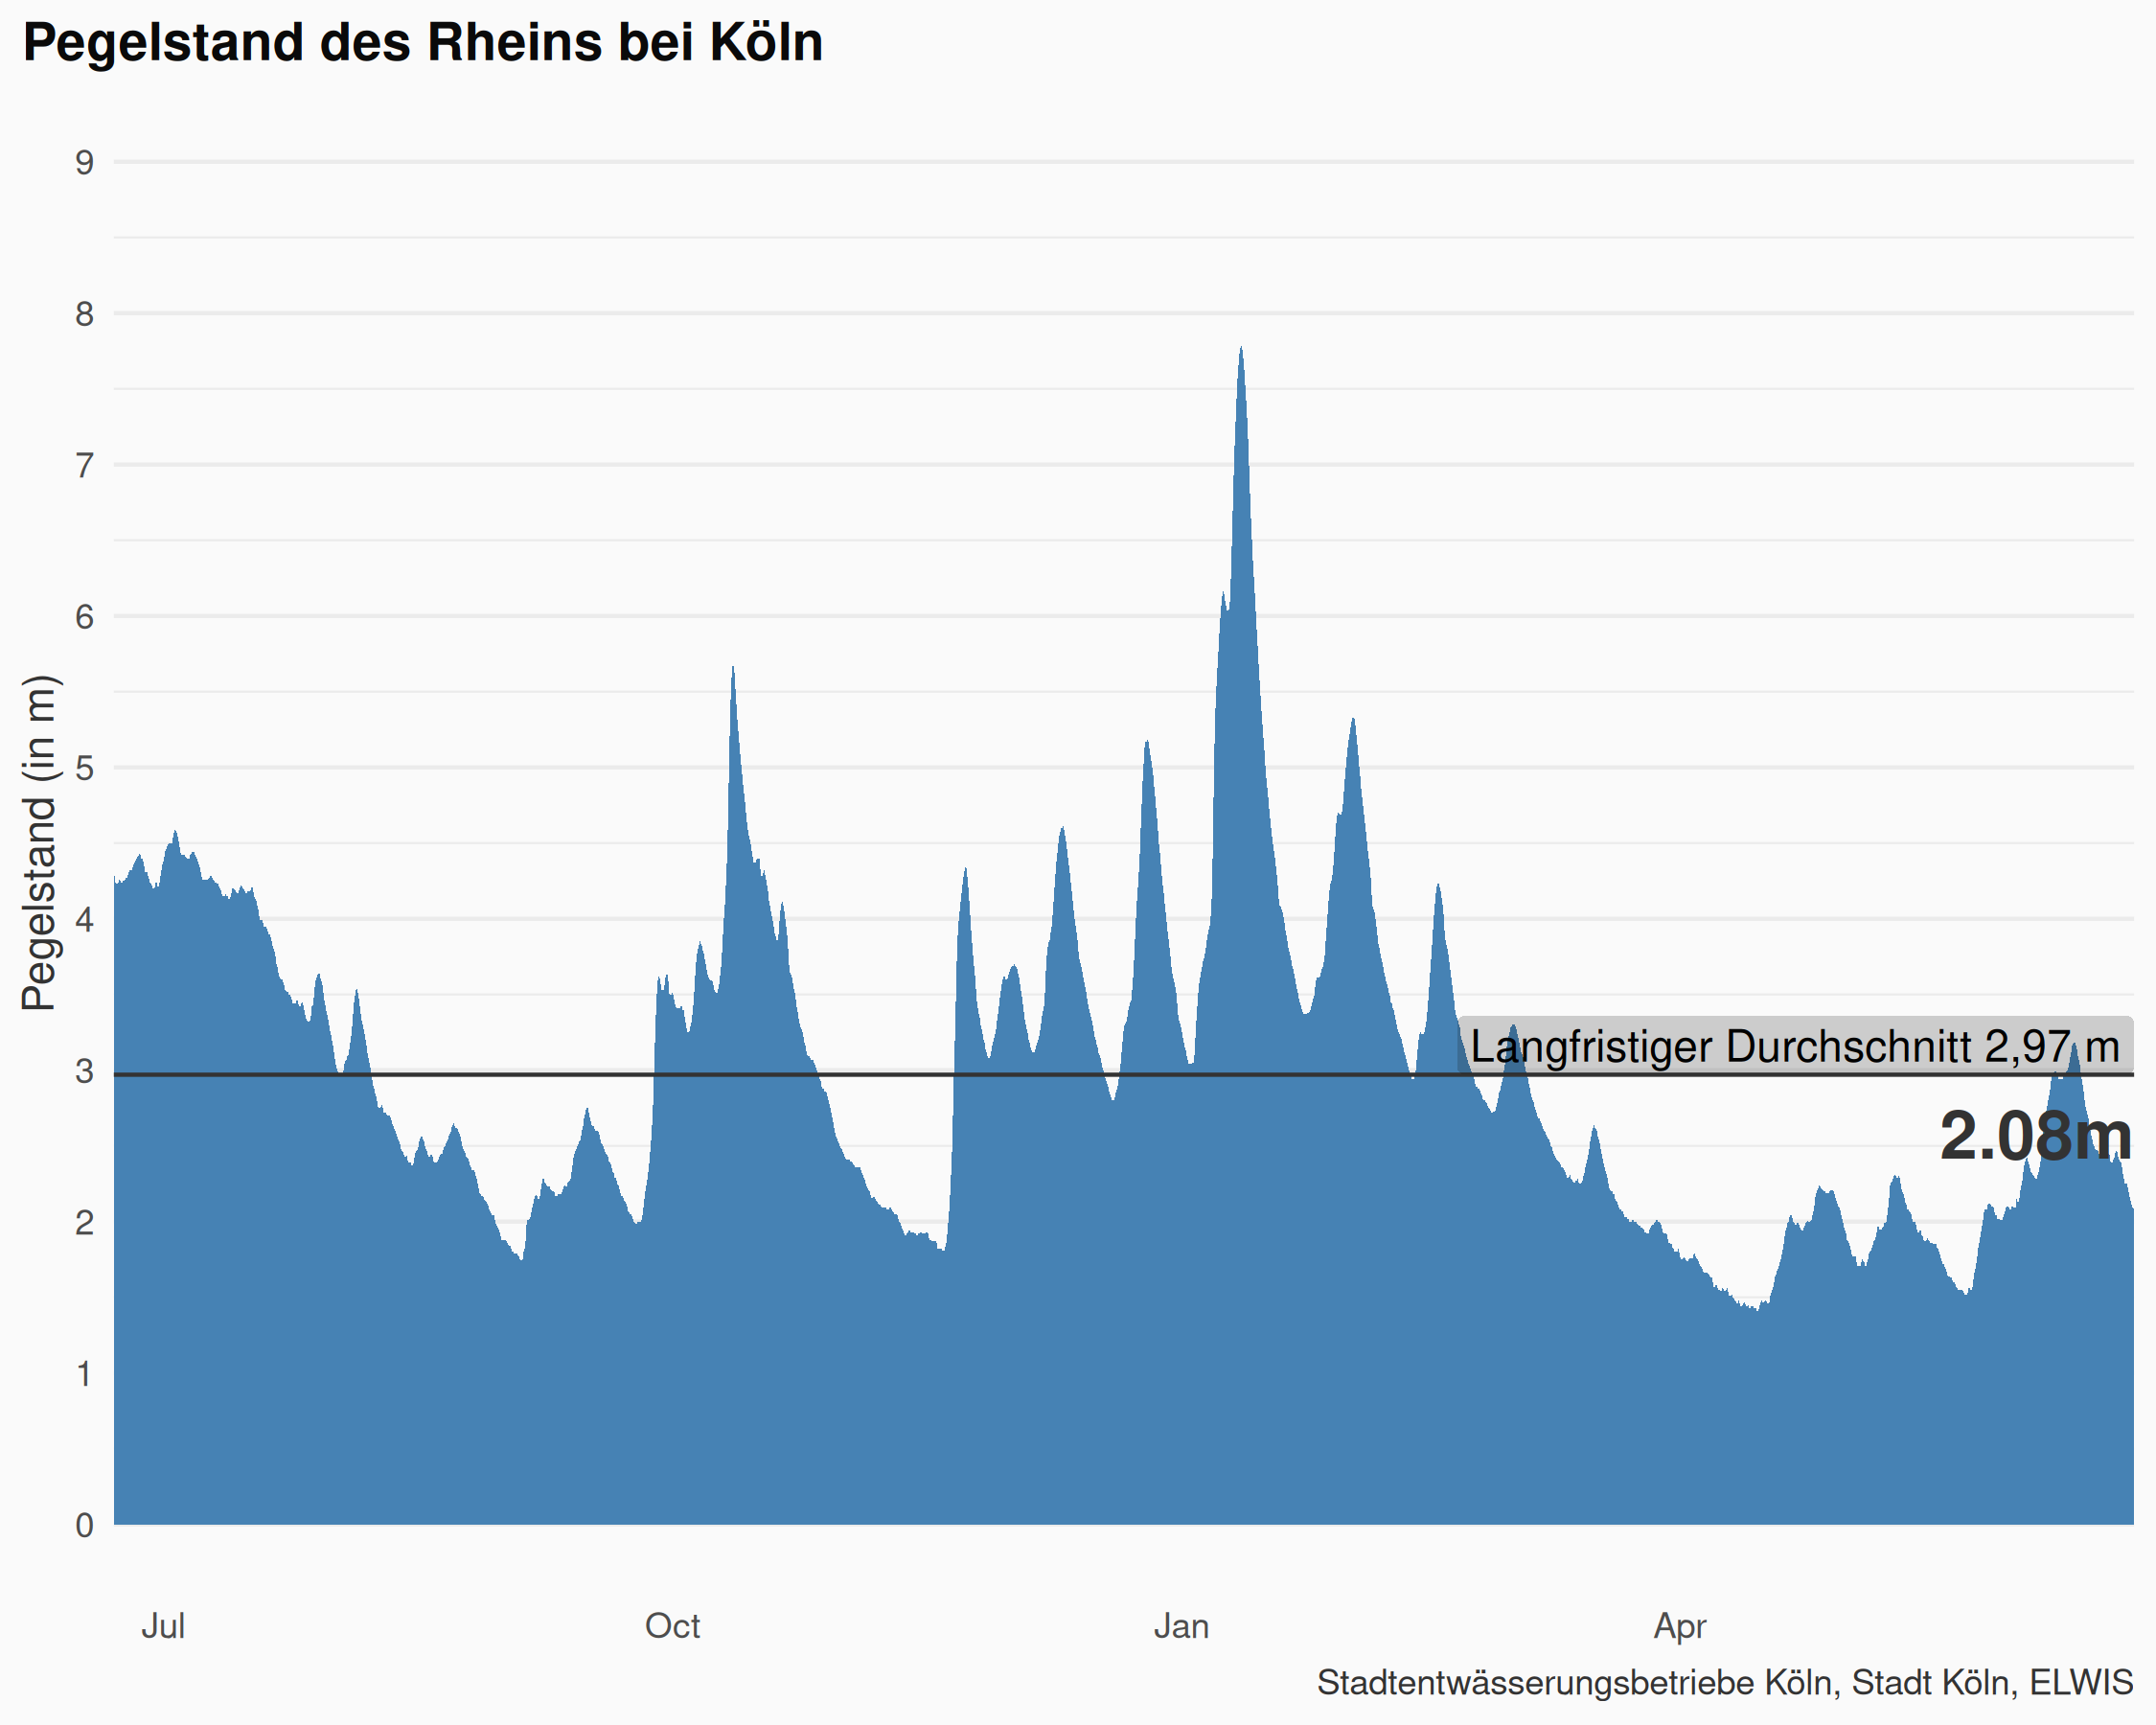 Pegelstand des Rheins bei Köln
Pegelstand (in m)
9
8
7
6
5
4
3
2
1
0
Langfristiger Durchschnitt 2,97 m
2.08m
Jul Oct Jan Apr
Stadtentwässerungsbetriebe Köln, Stadt Köln, ELWIS